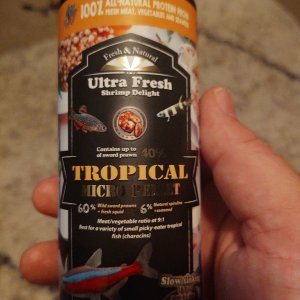 100% ALL-NATURAL PROTEIN FROM
FRESH MEAT, VEGETABLES AND SEAWEED
Fresh & Natural
Ultra Fresh
Shrimp Delight
Contains up to 40%
of sword prawn
TROPICAL
MICRO PELLET
60% Wild sword prawns
+ fresh squid
6% Natural spirulina
+ seaweed
Meat/vegetable ratio at 9:1
Best for a variety of small picky eater tropical
fish (characins)